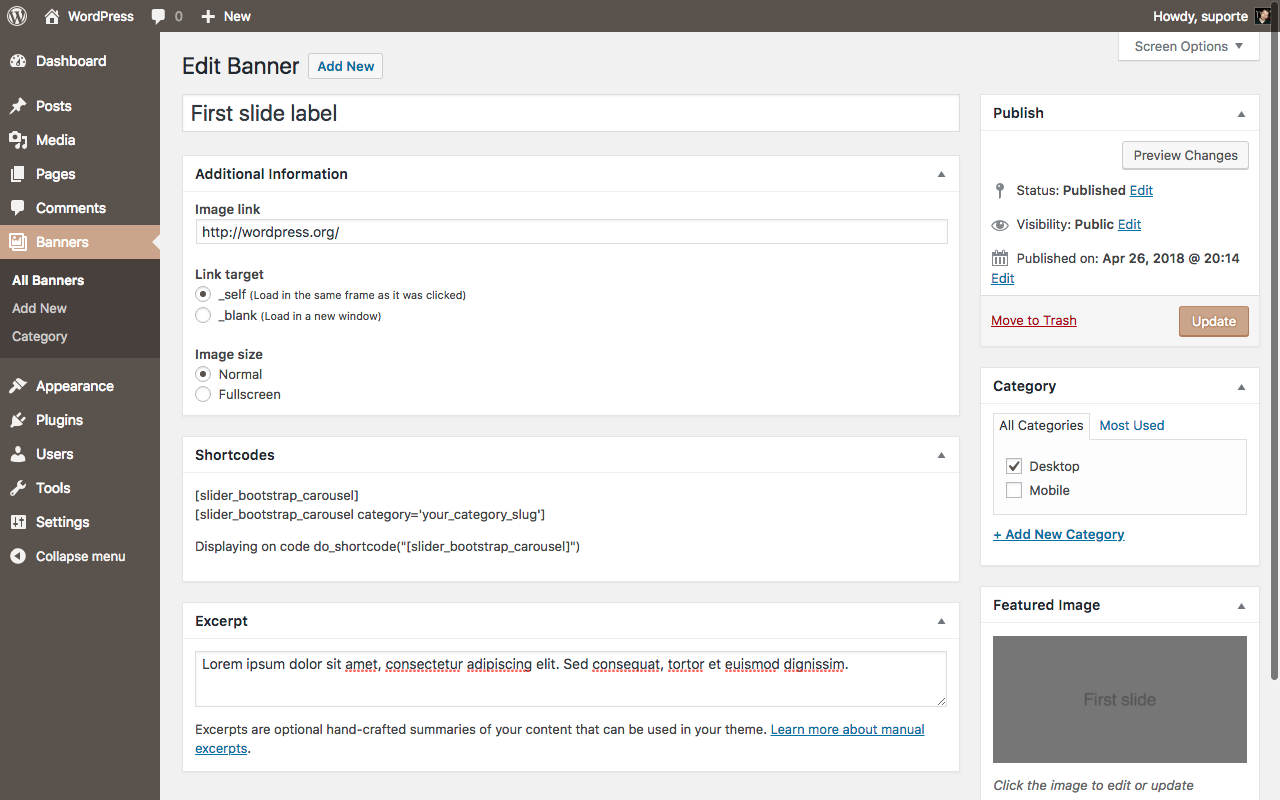 WordPress 0 New
Howdy, suporte
Dashboard
Posts
Media
Pages
Comments
Banners
All Banners
Add New
Category
Appearance
Plugins
Users
Tools
Settings
Collapse menu
Screen Options
Edit Banner Add New
First slide label
Additional Information
Image link
http://wordpress.org/
Link target
_self (Load in the same frame as it was clicked)
_blank (Load in a new window)
Image size
Normal
Fullscreen
Shortcodes
[slider_bootstrap_carousel]
[slider_bootstrap_carousel category='your_category_slug']
Displaying on code do_shortcode("[slider_bootstrap_carousel]")
Excerpt
Lorem ipsum dolor sit amet, consectetur adipiscing elit. Sed consequat, tortor et euismod dignissim.
Excerpts are optional hand-crafted summaries of your content that can be used in your theme. Learn more about manual
excerpts.
Publish
Preview Changes
Status: Published Edit
Visibility: Public Edit
Published on: Apr 26, 2018 @ 20:14
Edit
Move to Trash
Update
Category
All Categories Most Used
Desktop
Mobile
+ Add New Category
Featured Image
First slide
Click the image to edit or update